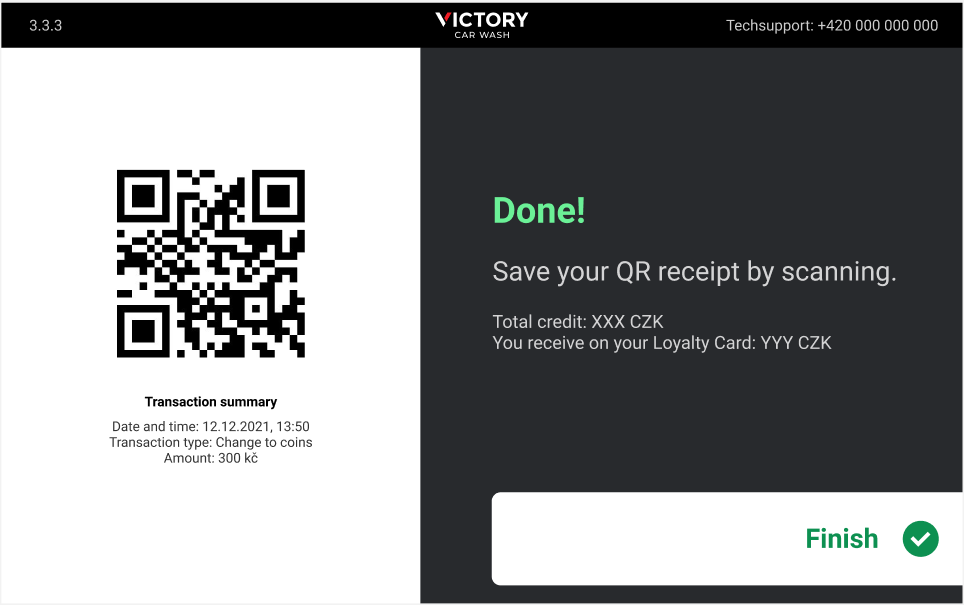 3.3.3
VICTORY
CAR WASH
Techsupport: +420 000 000 000
Transaction summary
Date and time: 12.12.2021, 13:50
Transaction type: Change to coins
Amount: 300 kč
Done!
Save your QR receipt by scanning.
Total credit: XXX CZK
You receive on your Loyalty Card: YYY CZK
Finish